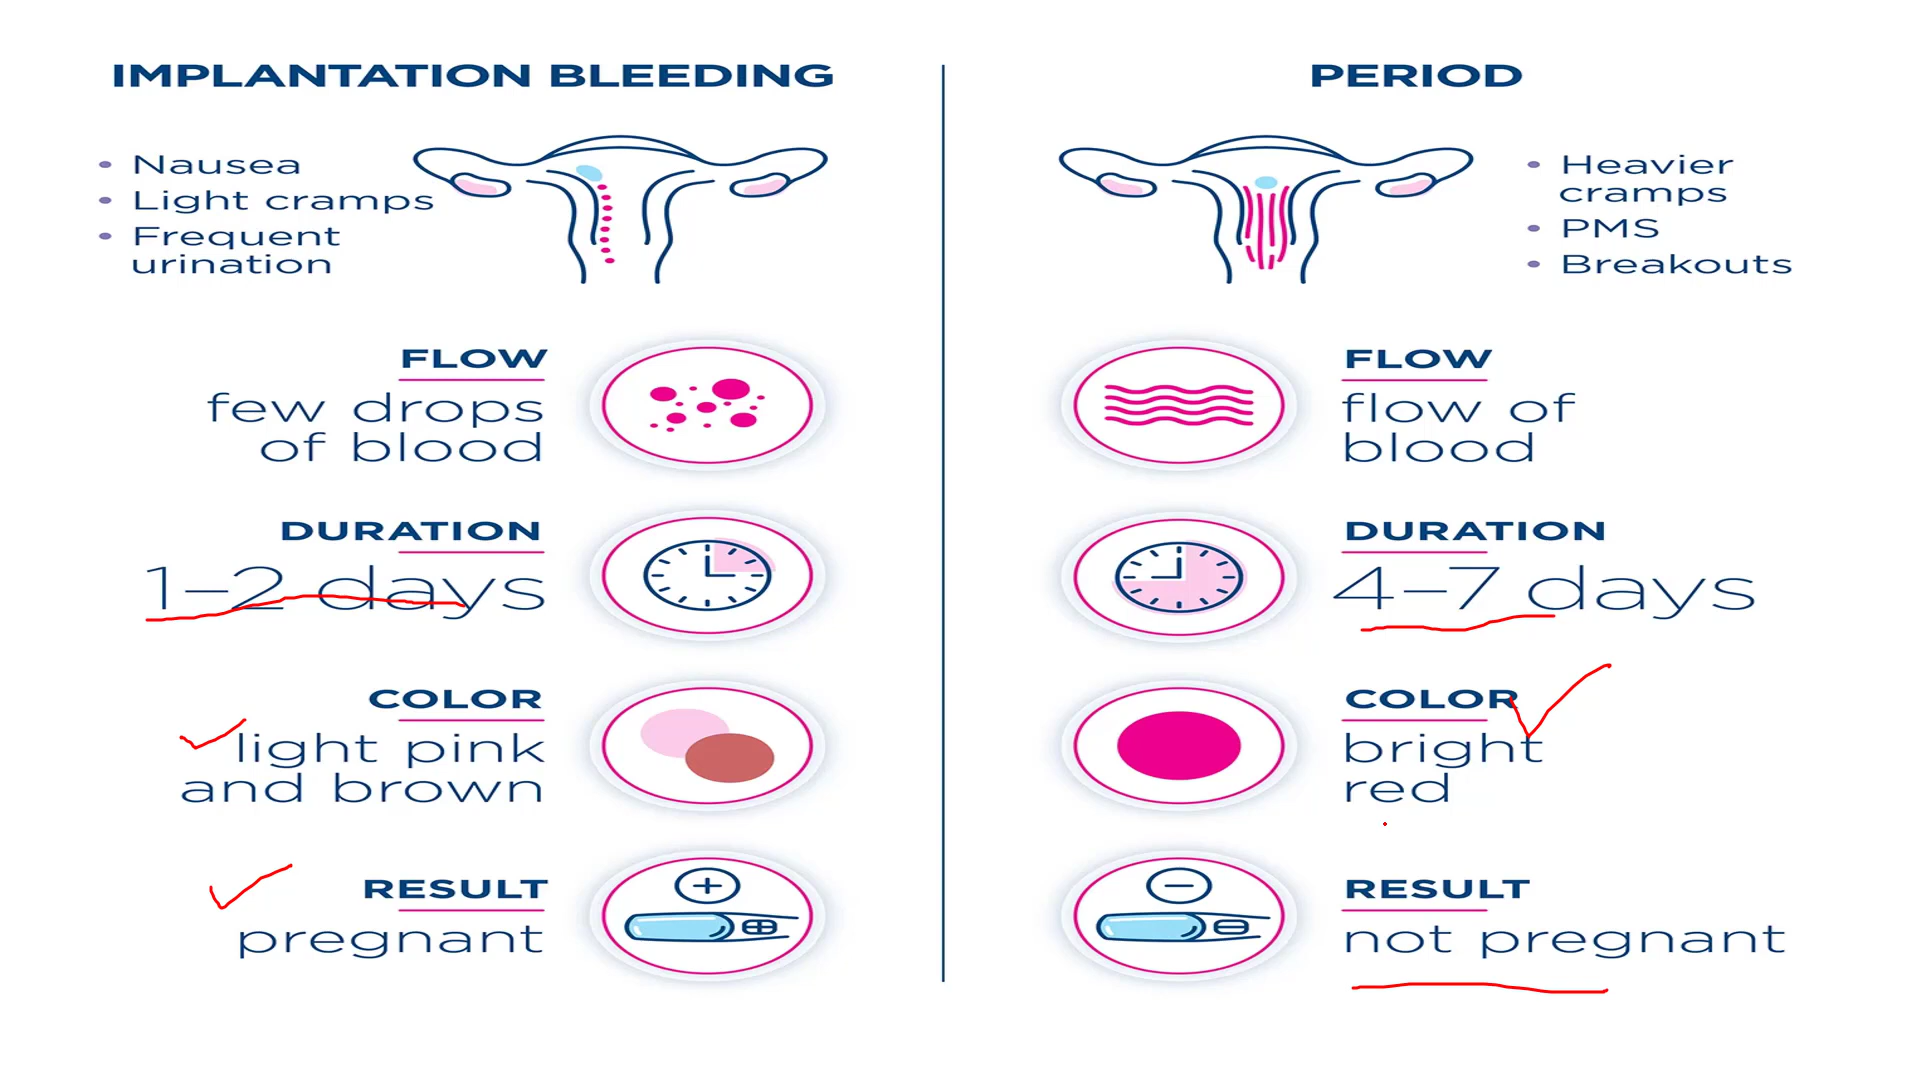 IMPLANTATION BLEEDING
• Nausea
• Light cramps
• Frequent
urination
FLOW
few drops
of blood
DURATION
1–2 days
COLOR
light pink
and brown
RESULT
pregnant
PERIOD
• Heavier
cramps
• PMS
• Breakouts
FLOW
flow of
blood
DURATION
4–7 days
COLOR
bright
red
RESULT
not pregnant